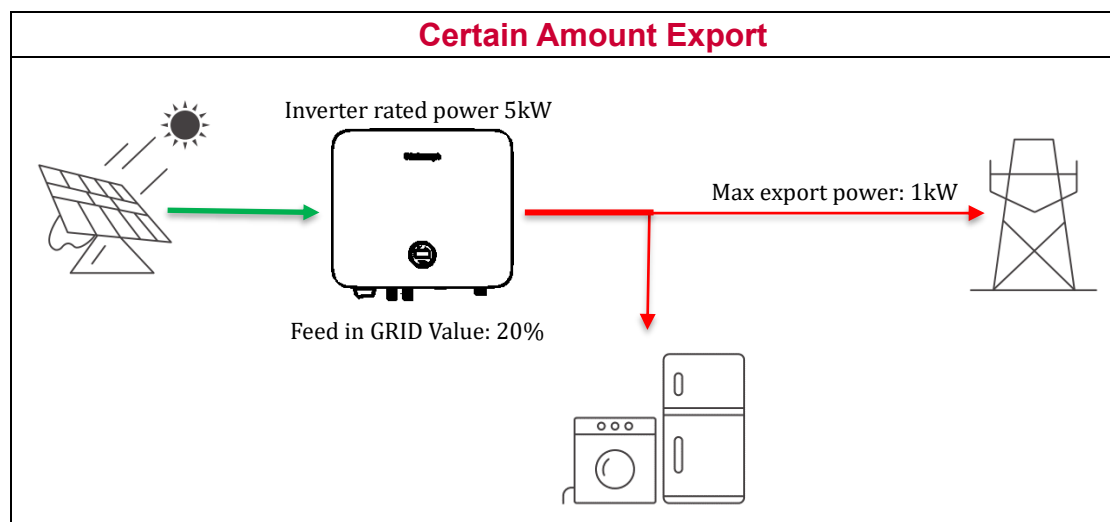 Certain Amount Export
Inverter rated power 5kW
Max export power: 1kW
Feed in GRID Value: 20%